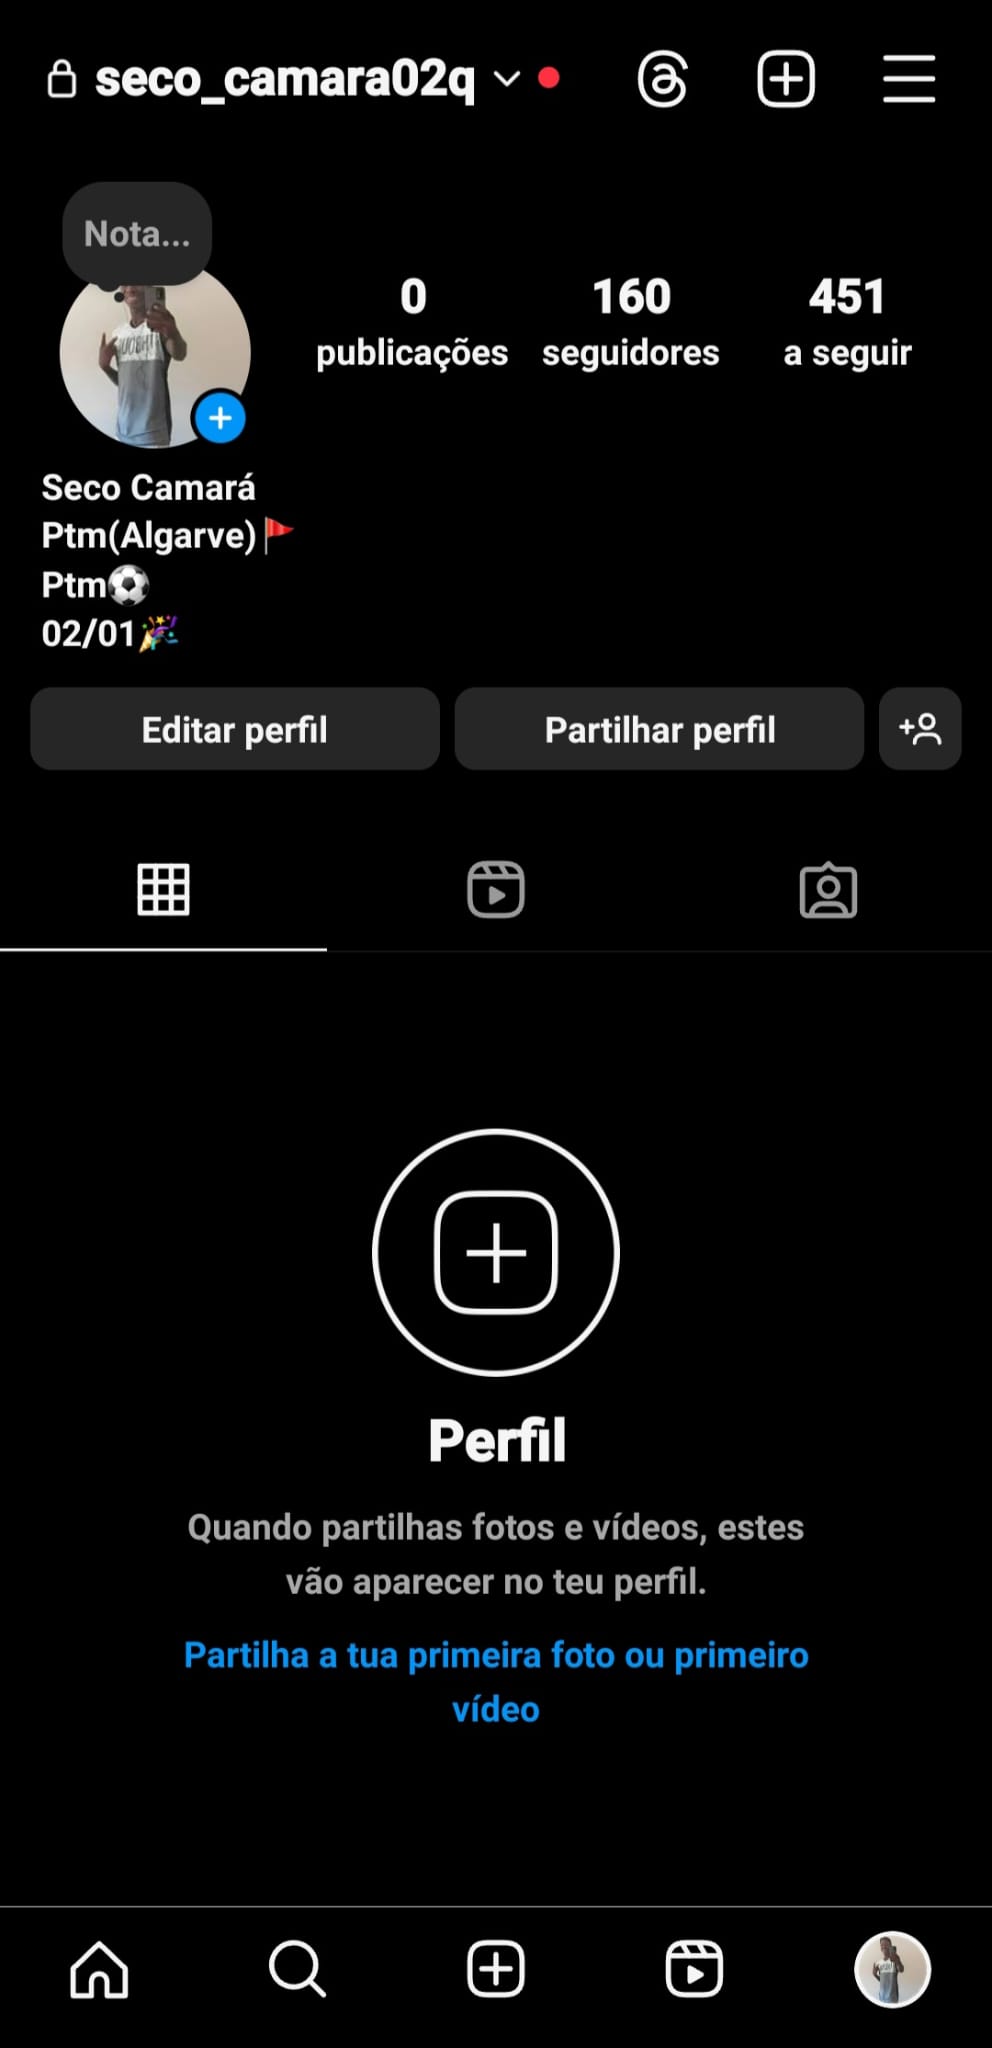 seco_camara02q
Nota...
0 160 451
publicações seguidores a seguir
Seco Camará
Ptm(Algarve)🚩
Ptm⚽
02/01🎉
Editar perfil Partilhar perfil
Perfil
Quando partilhas fotos e vídeos, estes
vão aparecer no teu perfil.
Partilha a tua primeira foto ou primeiro
vídeo